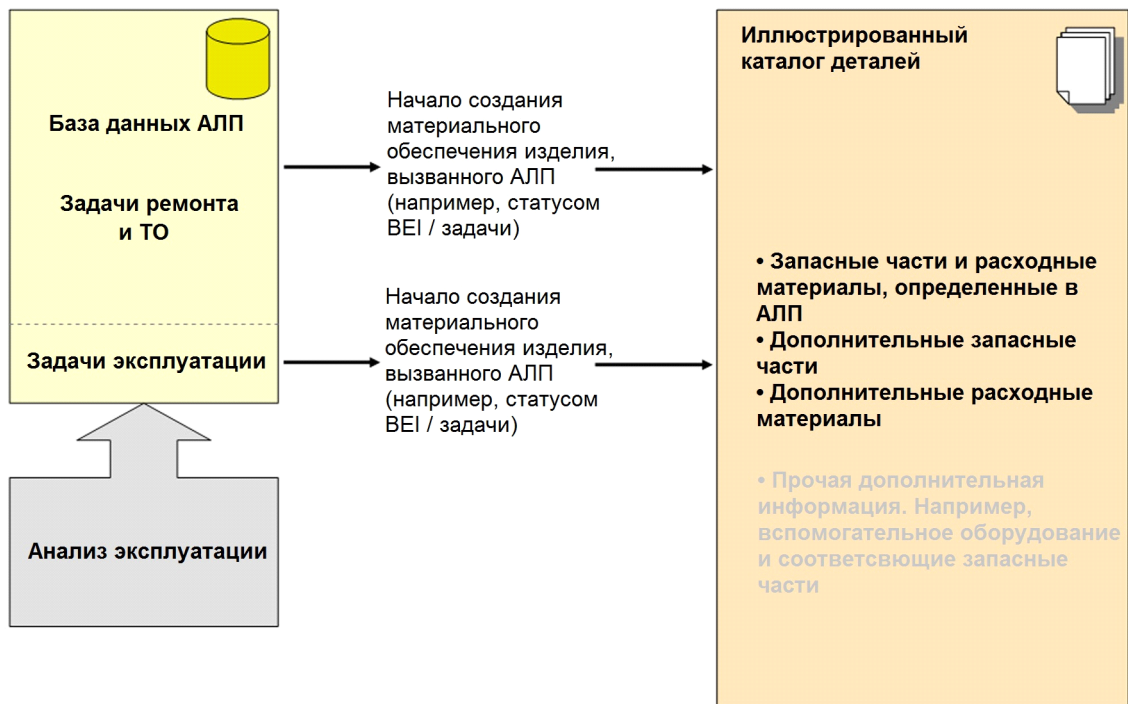 База данных АЛП
Задачи ремонта
и ТО
Задачи эксплуатации
Анализ эксплуатации
Начало создания
материального
обеспечения изделия,
вызванного АЛП
(например, статусом
BEI / задачи)
Начало создания
материального
обеспечения изделия,
вызванного АЛП
(например, статусом
BEI / задачи)
Иллюстрированный
каталог деталей
• Запасные части и расходные
материалы, определенные в
АЛП
• Дополнительные запасные
части
• Дополнительные расходные
материалы
• Прочая дополнительная
информация. Например,
вспомогательное оборудование
и соответсвющие запасные
части